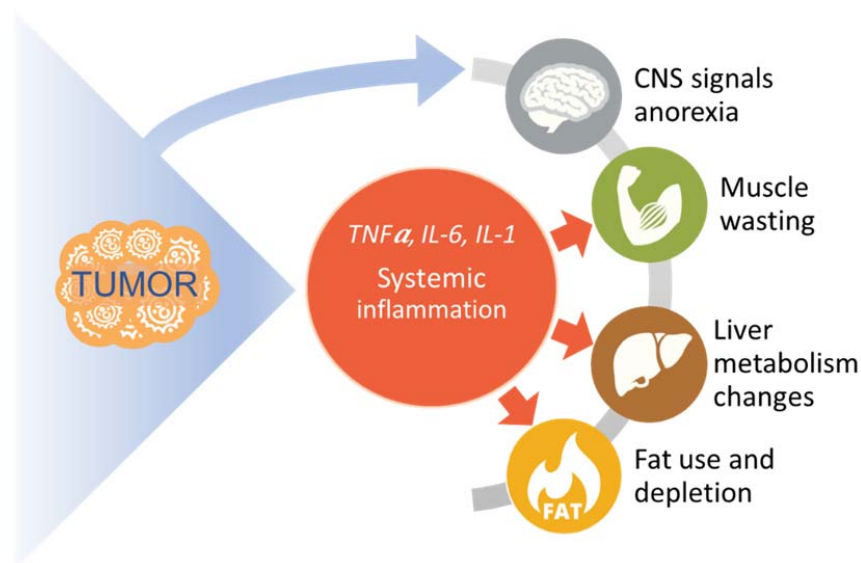 CNS signals
anorexia
Muscle
wasting
TUMOR
TNFα, IL-6, IL-1
Systemic
inflammation
Liver
metabolism
changes
Fat use and
depletion
FAT